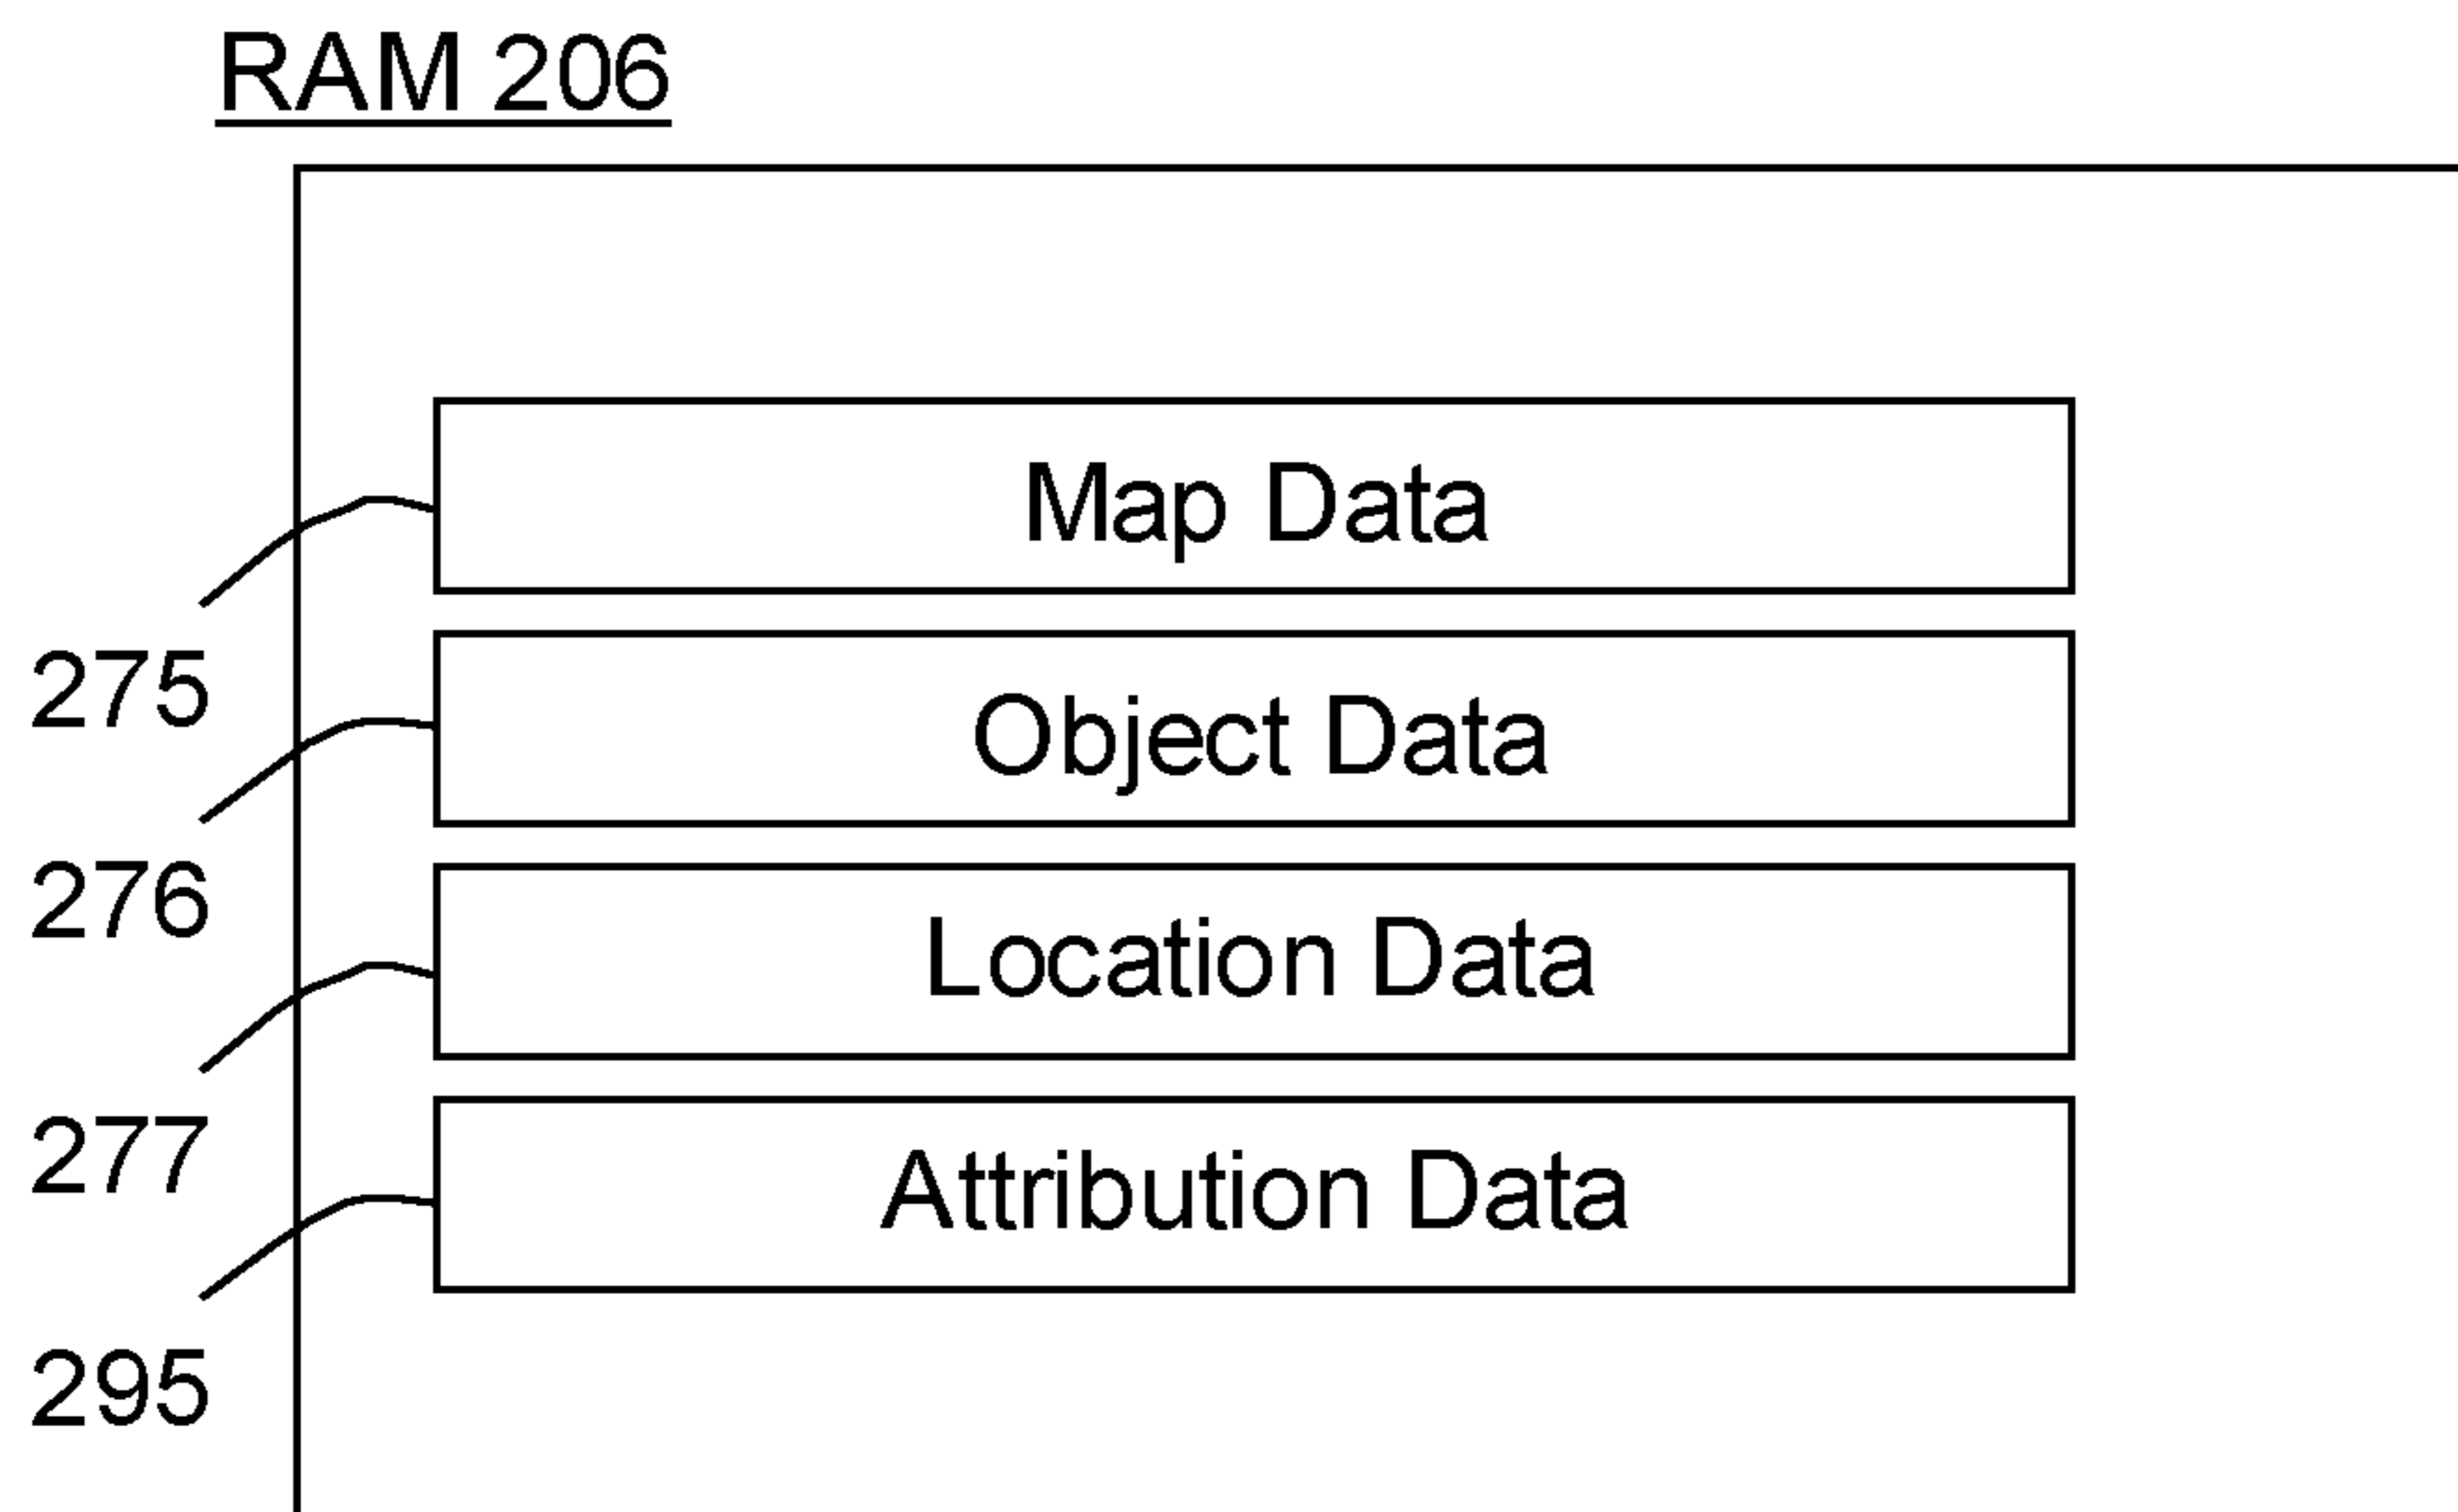 RAM 206
Map Data
275
Object Data
276
Location Data
277
Attribution Data
295